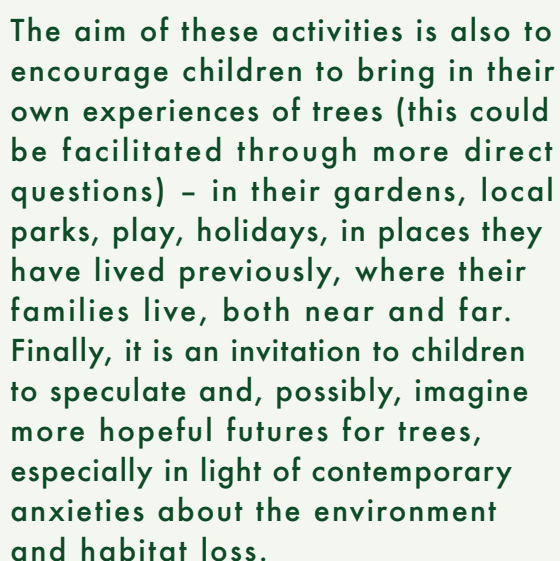 The aim of these activities is also to
encourage children to bring in their
own experiences of trees (this could
be facilitated through more direct
questions) – in their gardens, local
parks, play, holidays, in places they
have lived previously, where their
families live, both near and far.
Finally, it is an invitation to children
to speculate and, possibly, imagine
more hopeful futures for trees,
especially in light of contemporary
anxieties about the environment
and habitat loss.